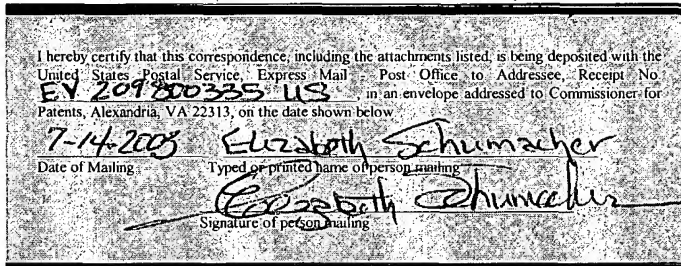 I hereby certify that this correspondence, including the attachments listed, is being deposited with the
United States Postal Service, Express Mail Post Office to Addressee, Receipt No.
EV 209800335 US in an envelope addressed to Commissioner for
Patents, Alexandria, VA 22313, on the date shown below.
7-14-2003 Elizabeth Schumacher
Date of Mailing Typed or printed name of person mailing
Elizabeth Schumacher
Signature of person mailing